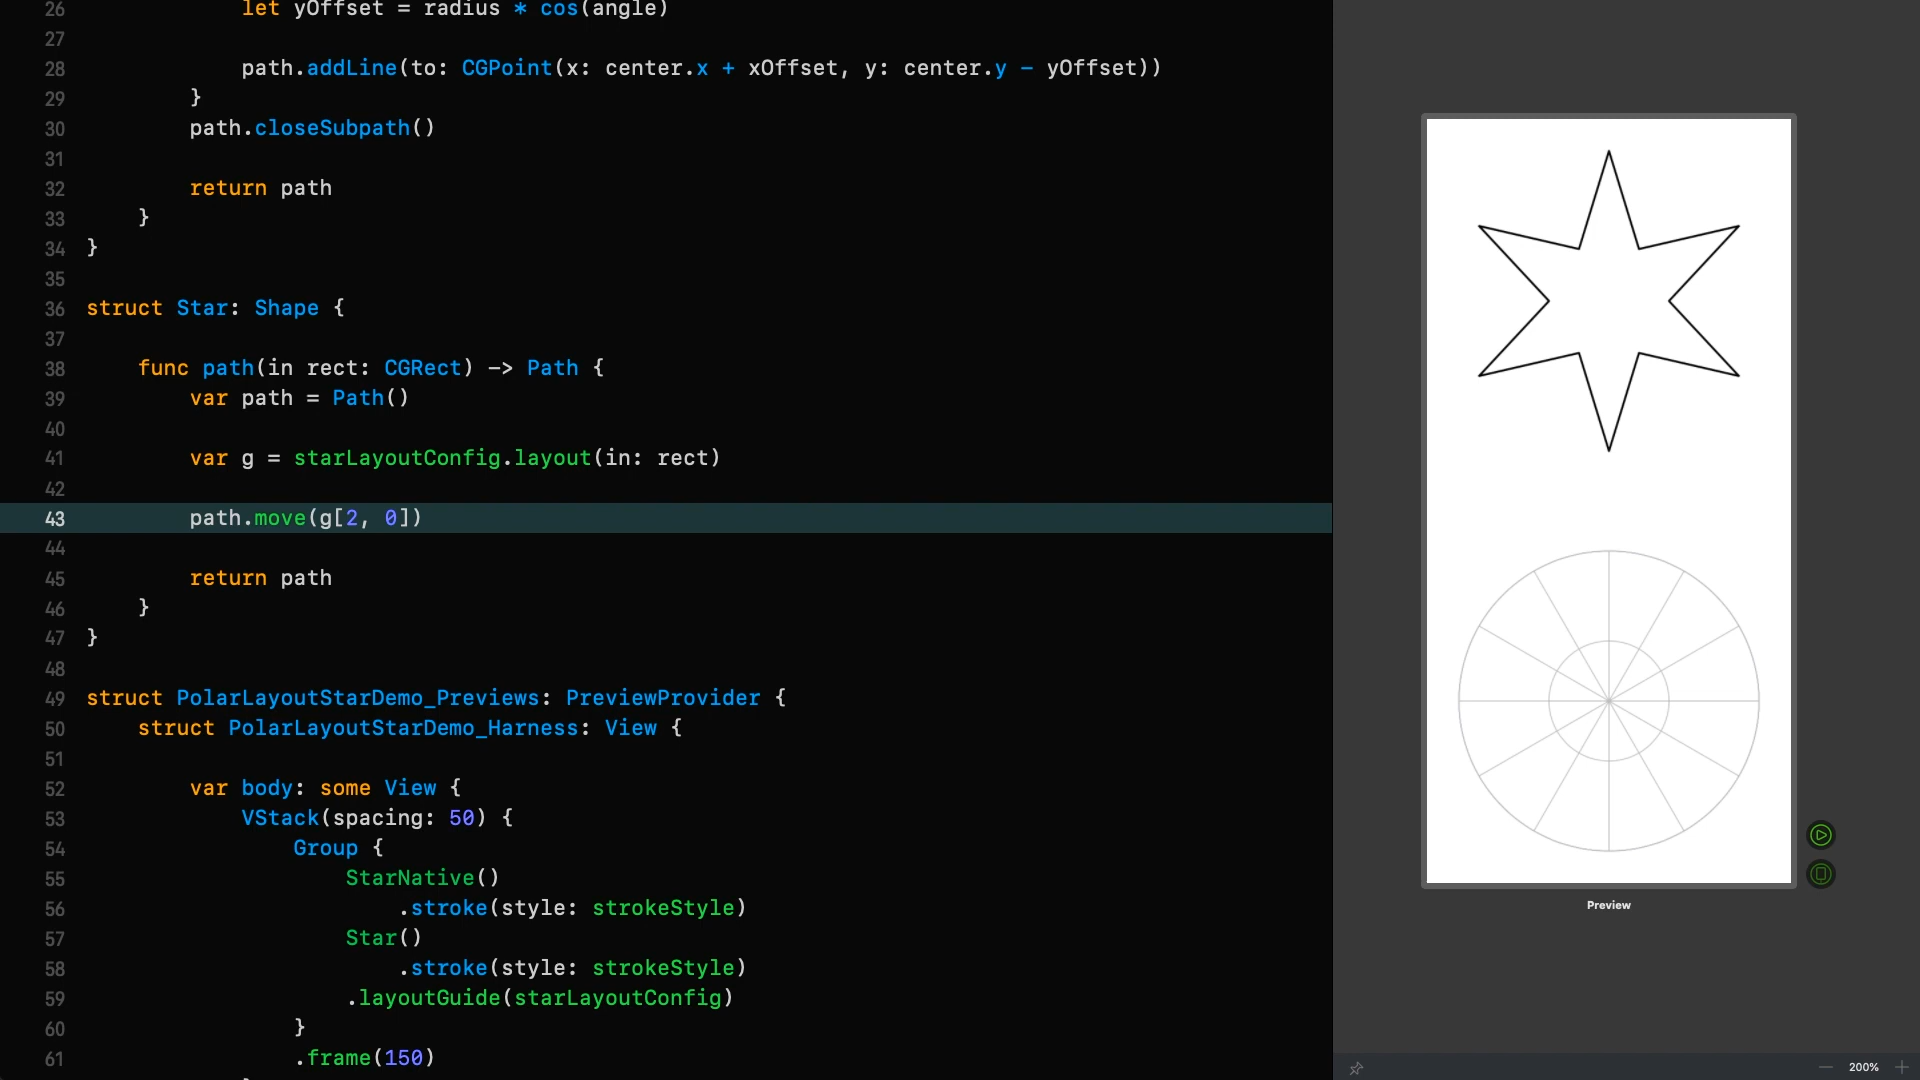 26 let yOffset = radius * cos(angle)
27
28 path.addLine(to: CGPoint(x: center.x + xOffset, y: center.y - yOffset))
29 }
30 path.closeSubpath()
31
32 return path
33 }
34 }
35
36 struct Star: Shape {
37
38 func path(in rect: CGRect) -> Path {
39 var path = Path()
40
41 var g = starLayoutConfig.layout(in: rect)
42
43 path.move(g[2, 0])
44
45 return path
46 }
47 }
48
49 struct PolarLayoutStarDemo_Previews: PreviewProvider {
50 struct PolarLayoutStarDemo_Harness: View {
51
52 var body: some View {
53 VStack(spacing: 50) {
54 Group {
55 StarNative()
56 .stroke(style: strokeStyle)
57 Star()
58 .stroke(style: strokeStyle)
59 .layoutGuide(starLayoutConfig)
60 }
61 .frame(150)
Preview
200%